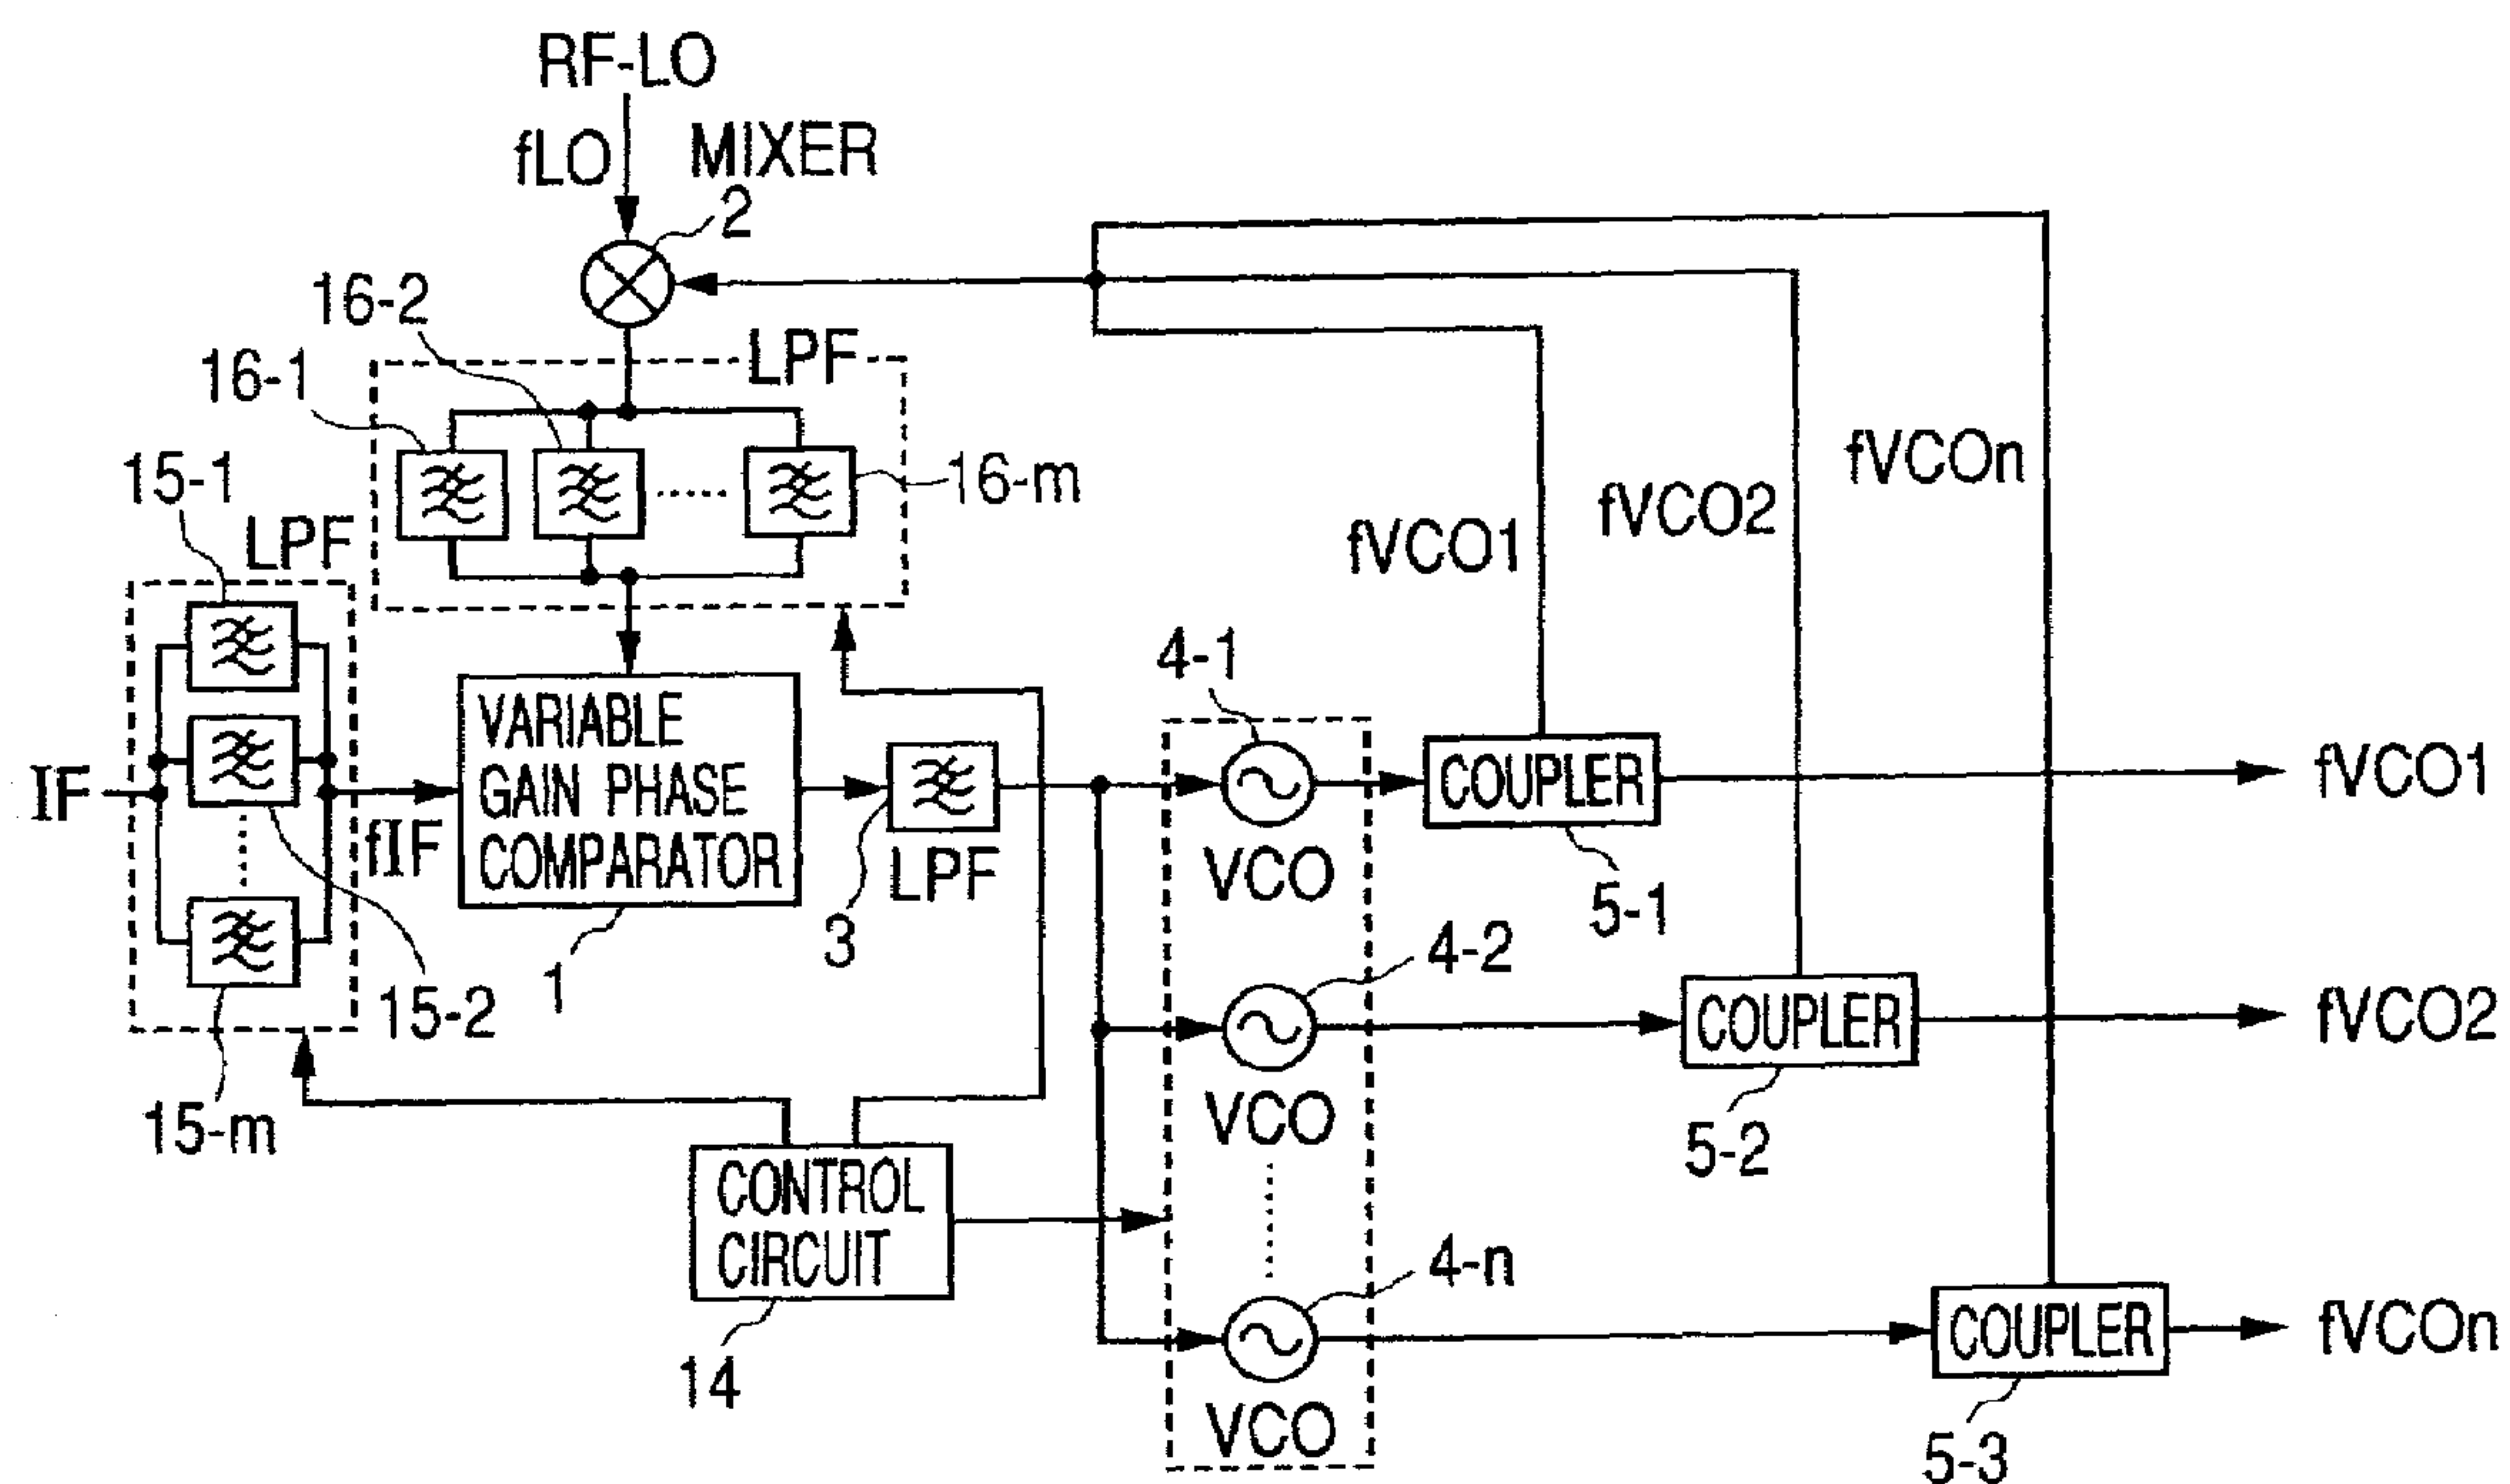 RF-LO
fLO
MIXER
2
16-2
LPF
16-1
15-1
16-m
LPF
fVCOn
fVCO2
fVCO1
4-1
VARIABLE
GAIN PHASE
COMPARATOR
IF
fIF
COUPLER
fVCO1
LPF
VCO
3
5-1
1
4-2
15-2
COUPLER
fVCO2
15-m
VCO
5-2
CONTROL
CIRCUIT
4-n
14
COUPLER
fVCOn
VCO
5-3